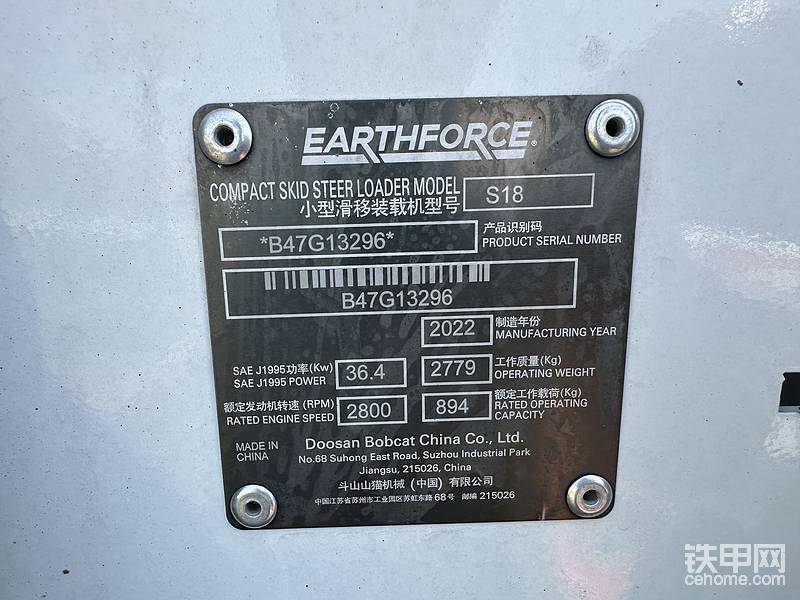 EARTHFORCE®
COMPACT SKID STEER LOADER MODEL S18
小型滑移装载机型号
*B47G13296* 产品识别码
PRODUCT SERIAL NUMBER
B47G13296
2022 制造年份
MANUFACTURING YEAR
SAE J1995功率(Kw) 36.4 2779 工作质量(Kg)
SAE J1995 POWER OPERATING WEIGHT
额定发动机转速 (RPM) 2800 894 额定工作载荷(Kg)
RATED ENGINE SPEED RATED OPERATING
CAPACITY
MADE IN
CHINA
Doosan Bobcat China Co., Ltd.
No.68 Suhong East Road, Suzhou Industrial Park
Jiangsu, 215026, China
斗山山猫机械 (中国) 有限公司
中国江苏省苏州市工业园区苏虹东路 68号 邮编 215026
铁甲网
cehome.com